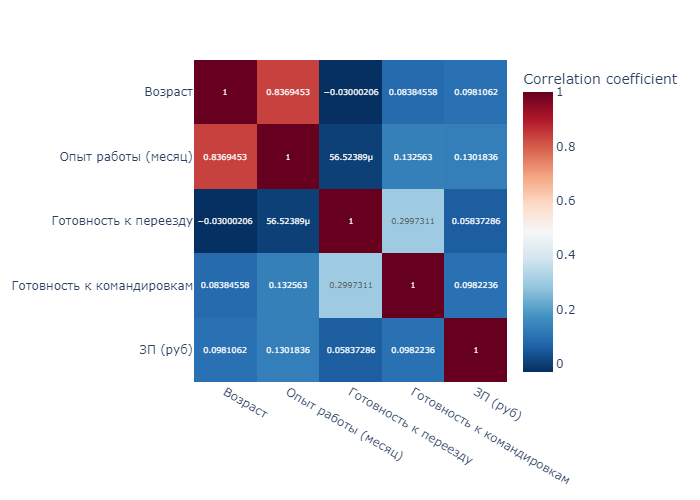 Correlation coefficient
Возраст 1 0.8369453 −0.03000206 0.08384558 0.0981062
Опыт работы (месяц) 0.8369453 1 56.52389µ 0.132563 0.1301836
Готовность к переезду −0.03000206 56.52389µ 1 0.2997311 0.05837286
Готовность к командировкам 0.08384558 0.132563 0.2997311 1 0.0982236
ЗП (руб) 0.0981062 0.1301836 0.05837286 0.0982236 1
Возраст
Опыт работы (месяц)
Готовность к переезду
Готовность к командировкам
ЗП (руб)
1
0.8
0.6
0.4
0.2
0